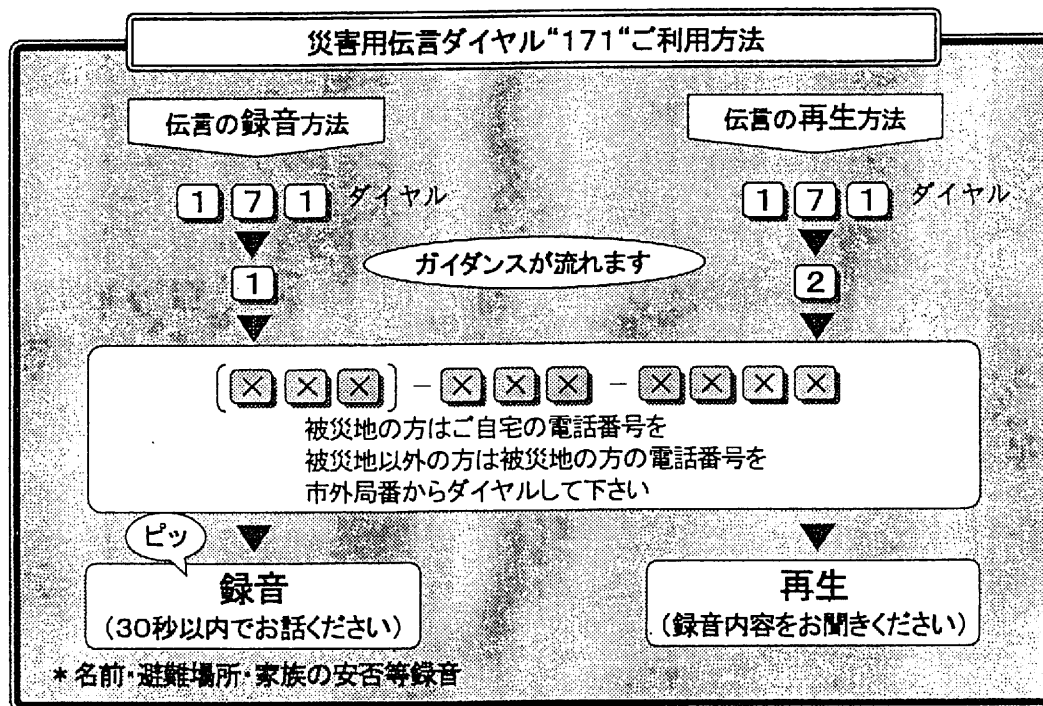 災害用伝言ダイヤル“171“ご利用方法
伝言の録音方法
伝言の再生方法
1 7 1 ダイヤル
1 7 1 ダイヤル
ガイダンスが流れます
1
2
(×××)-×××-××××
被災地の方はご自宅の電話番号を
被災地以外の方は被災地の方の電話番号を
市外局番からダイヤルして下さい
ピッ
録音
(30秒以内でお話ください)
再生
(録音内容をお聞きください)
*名前・避難場所・家族の安否等録音